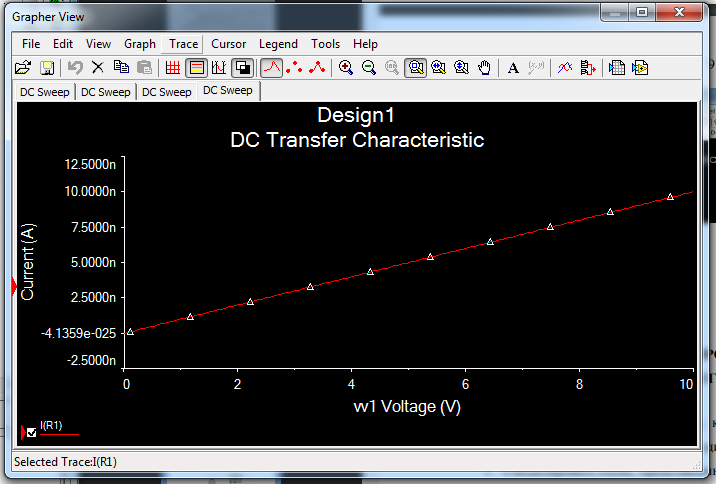 Grapher View
File Edit View Graph Trace Cursor Legend Tools Help
DC Sweep DC Sweep DC Sweep DC Sweep
Design1
DC Transfer Characteristic
12.5000n
10.0000n
7.5000n
5.0000n
2.5000n
-4.1359e-025
-2.5000n
Current (A)
0 2 4 6 8 10
vv1 Voltage (V)
I(R1)
Selected Trace:I(R1)